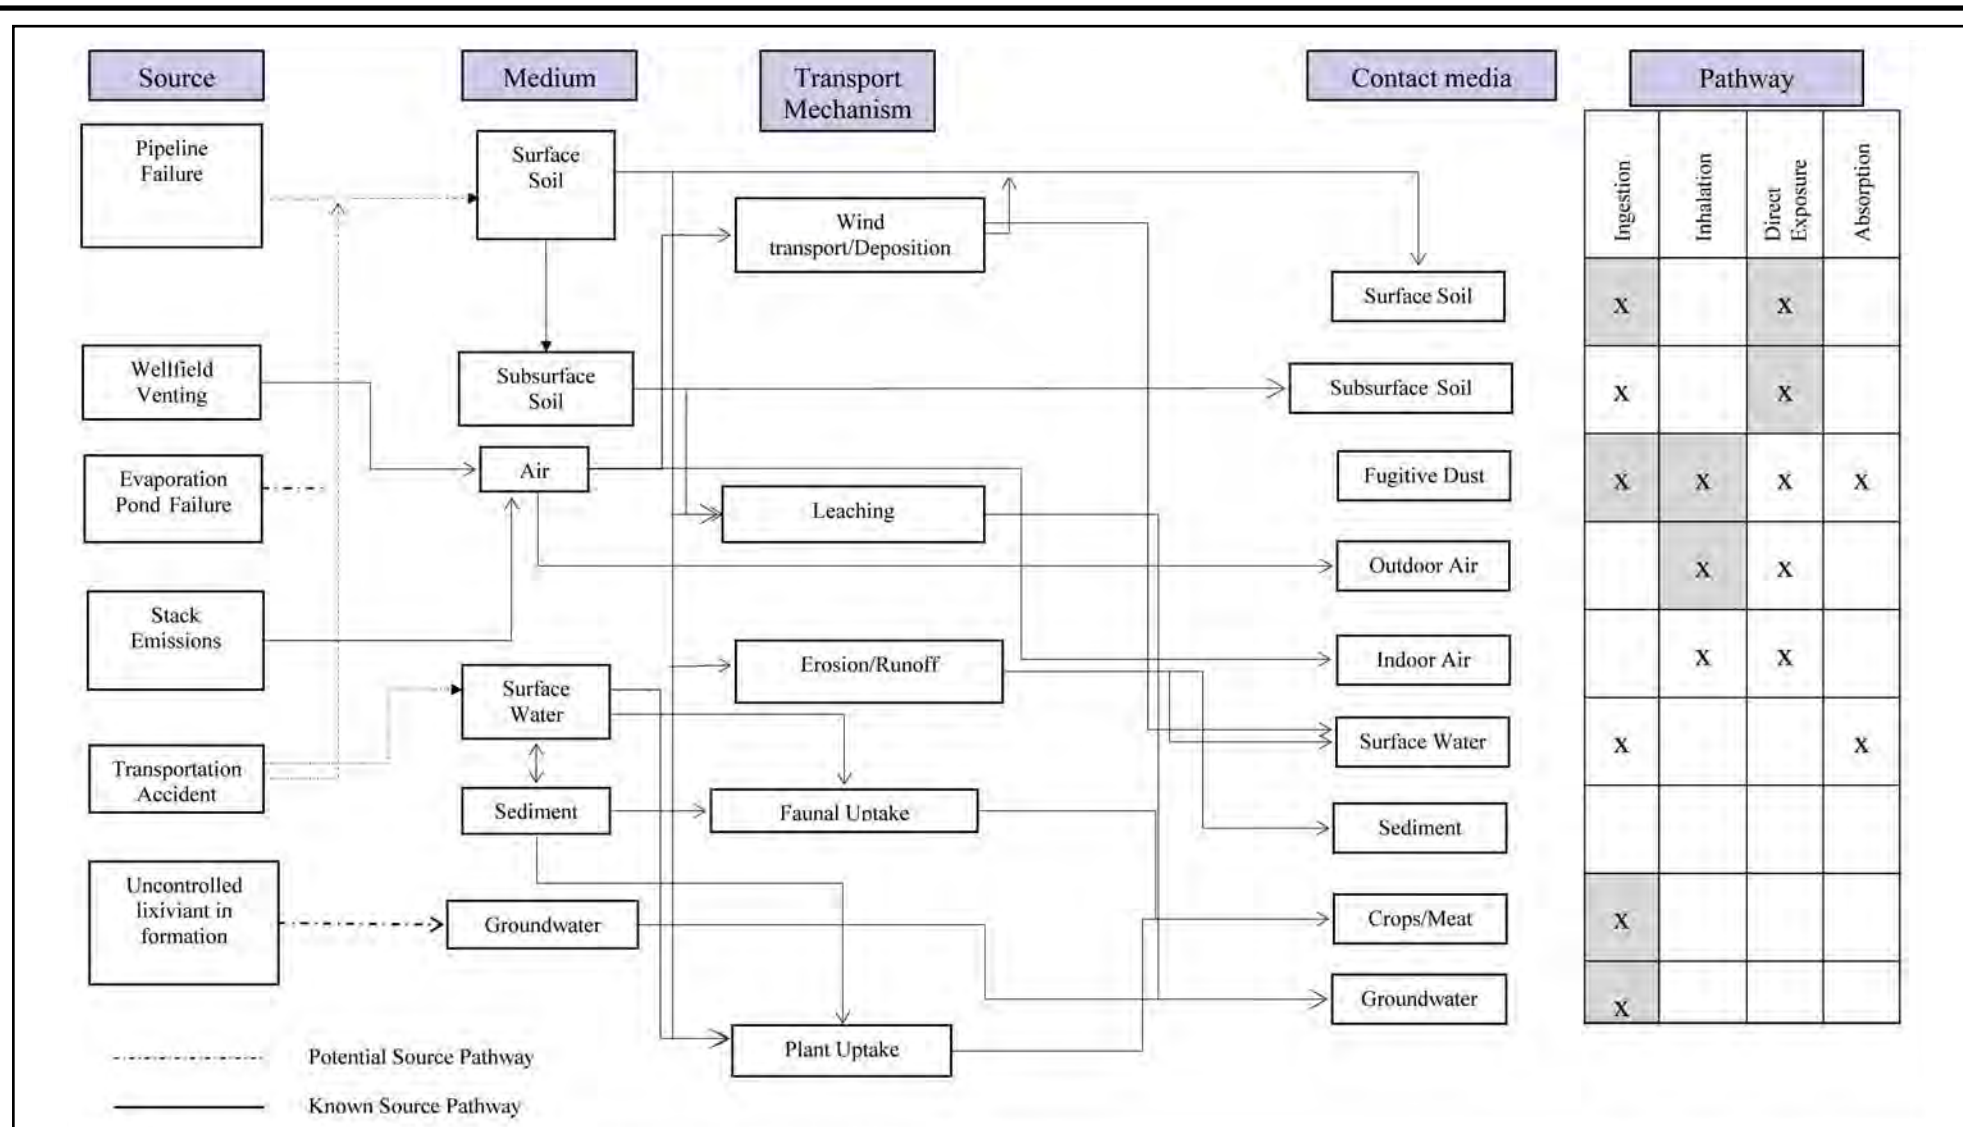 Source
Medium
Transport
Mechanism
Contact media
Pathway
Pipeline
Failure
Wellfield
Venting
Evaporation
Pond Failure
Stack
Emissions
Transportation
Accident
Uncontrolled
lixiviant in
formation
Surface
Soil
Subsurface
Soil
Air
Surface
Water
Sediment
Groundwater
Wind
transport/Deposition
Leaching
Erosion/Runoff
Faunal Uptake
Plant Uptake
Surface Soil
Subsurface Soil
Fugitive Dust
Outdoor Air
Indoor Air
Surface Water
Sediment
Crops/Meat
Groundwater
Ingestion
Inhalation
Direct
Exposure
Absorption
X X
X X
X X X X
X X
X X
X X
X
X
Potential Source Pathway
Known Source Pathway